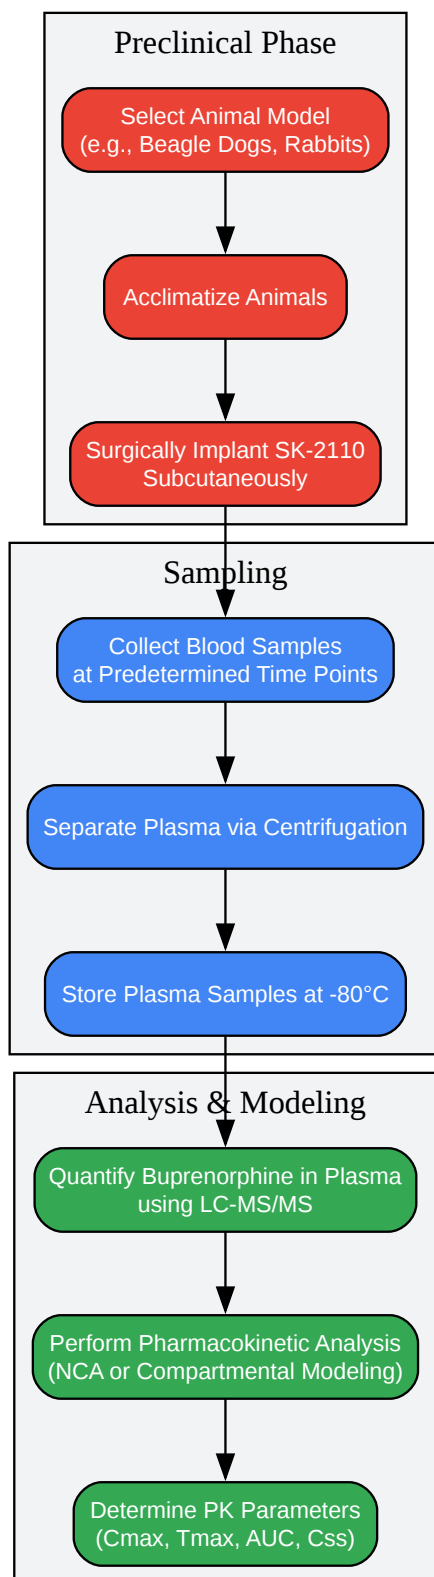 Preclinical Phase
Select Animal Model
(e.g., Beagle Dogs, Rabbits)
Acclimatize Animals
Surgically Implant SK-2110
Subcutaneously
Sampling
Collect Blood Samples
at Predetermined Time Points
Separate Plasma via Centrifugation
Store Plasma Samples at -80°C
Analysis & Modeling
Quantify Buprenorphine in Plasma
using LC-MS/MS
Perform Pharmacokinetic Analysis
(NCA or Compartmental Modeling)
Determine PK Parameters
(Cmax, Tmax, AUC, Css)